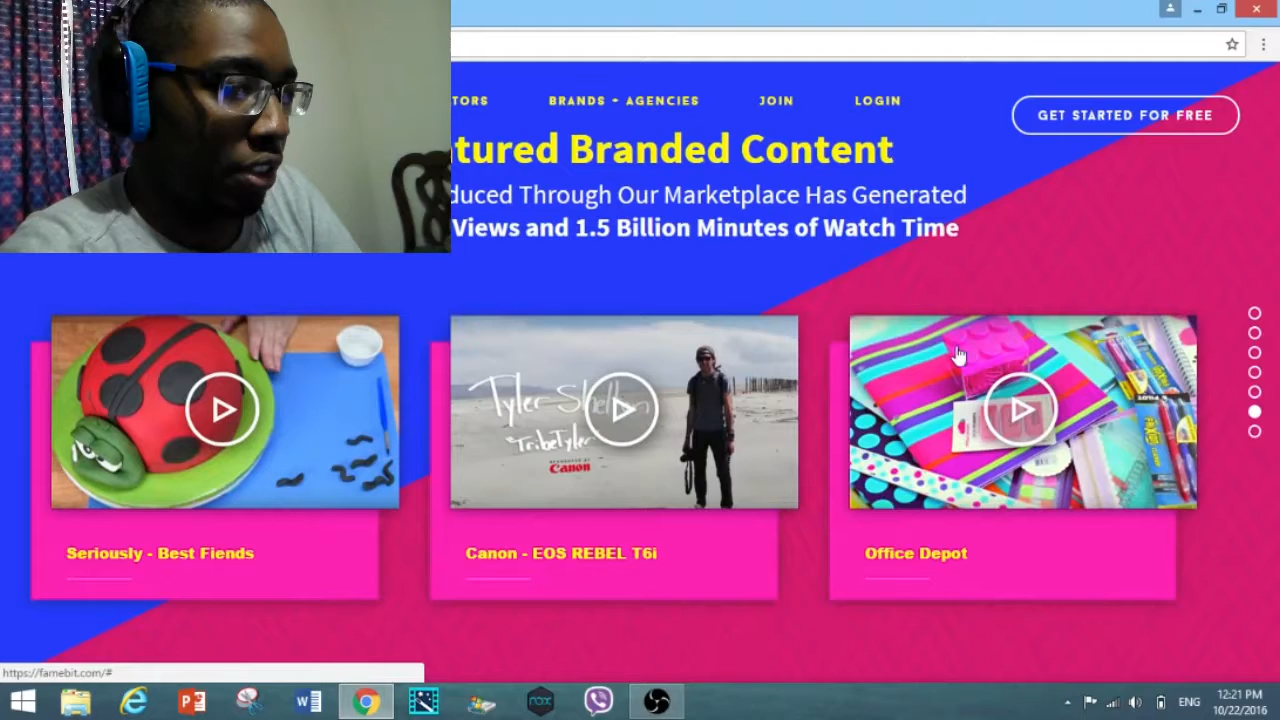 TORS
BRANDS + AGENCIES
JOIN
LOGIN
GET STARTED FOR FREE
tured Branded Content
duced Through Our Marketplace Has Generated
Views and 1.5 Billion Minutes of Watch Time
Tyler
TribeTyler
Canon
Seriously - Best Fiends
Canon - EOS REBEL T6i
Office Depot
https://famebit.com/#
nox
ENG
12:21 PM
10/22/2016